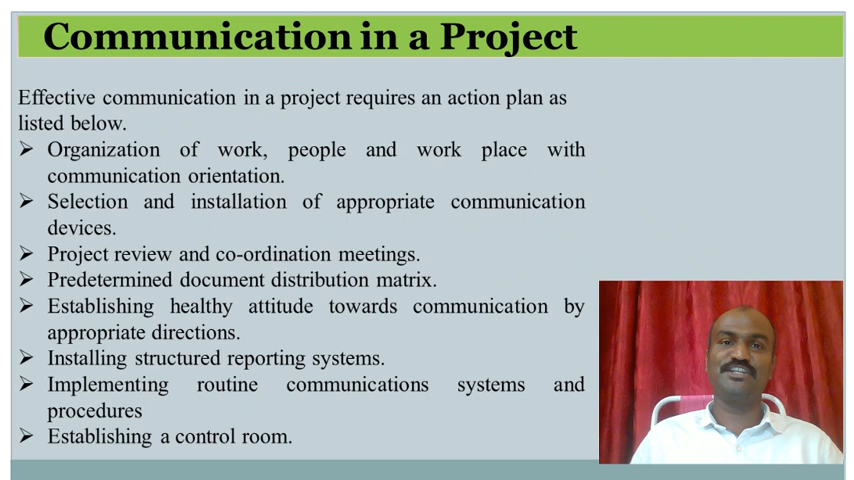 Communication in a Project
Effective communication in a project requires an action plan as
listed below.
➢ Organization of work, people and work place with
communication orientation.
➢ Selection and installation of appropriate communication
devices.
➢ Project review and co-ordination meetings.
➢ Predetermined document distribution matrix.
➢ Establishing healthy attitude towards communication by
appropriate directions.
➢ Installing structured reporting systems.
➢ Implementing routine communications systems and
procedures
➢ Establishing a control room.